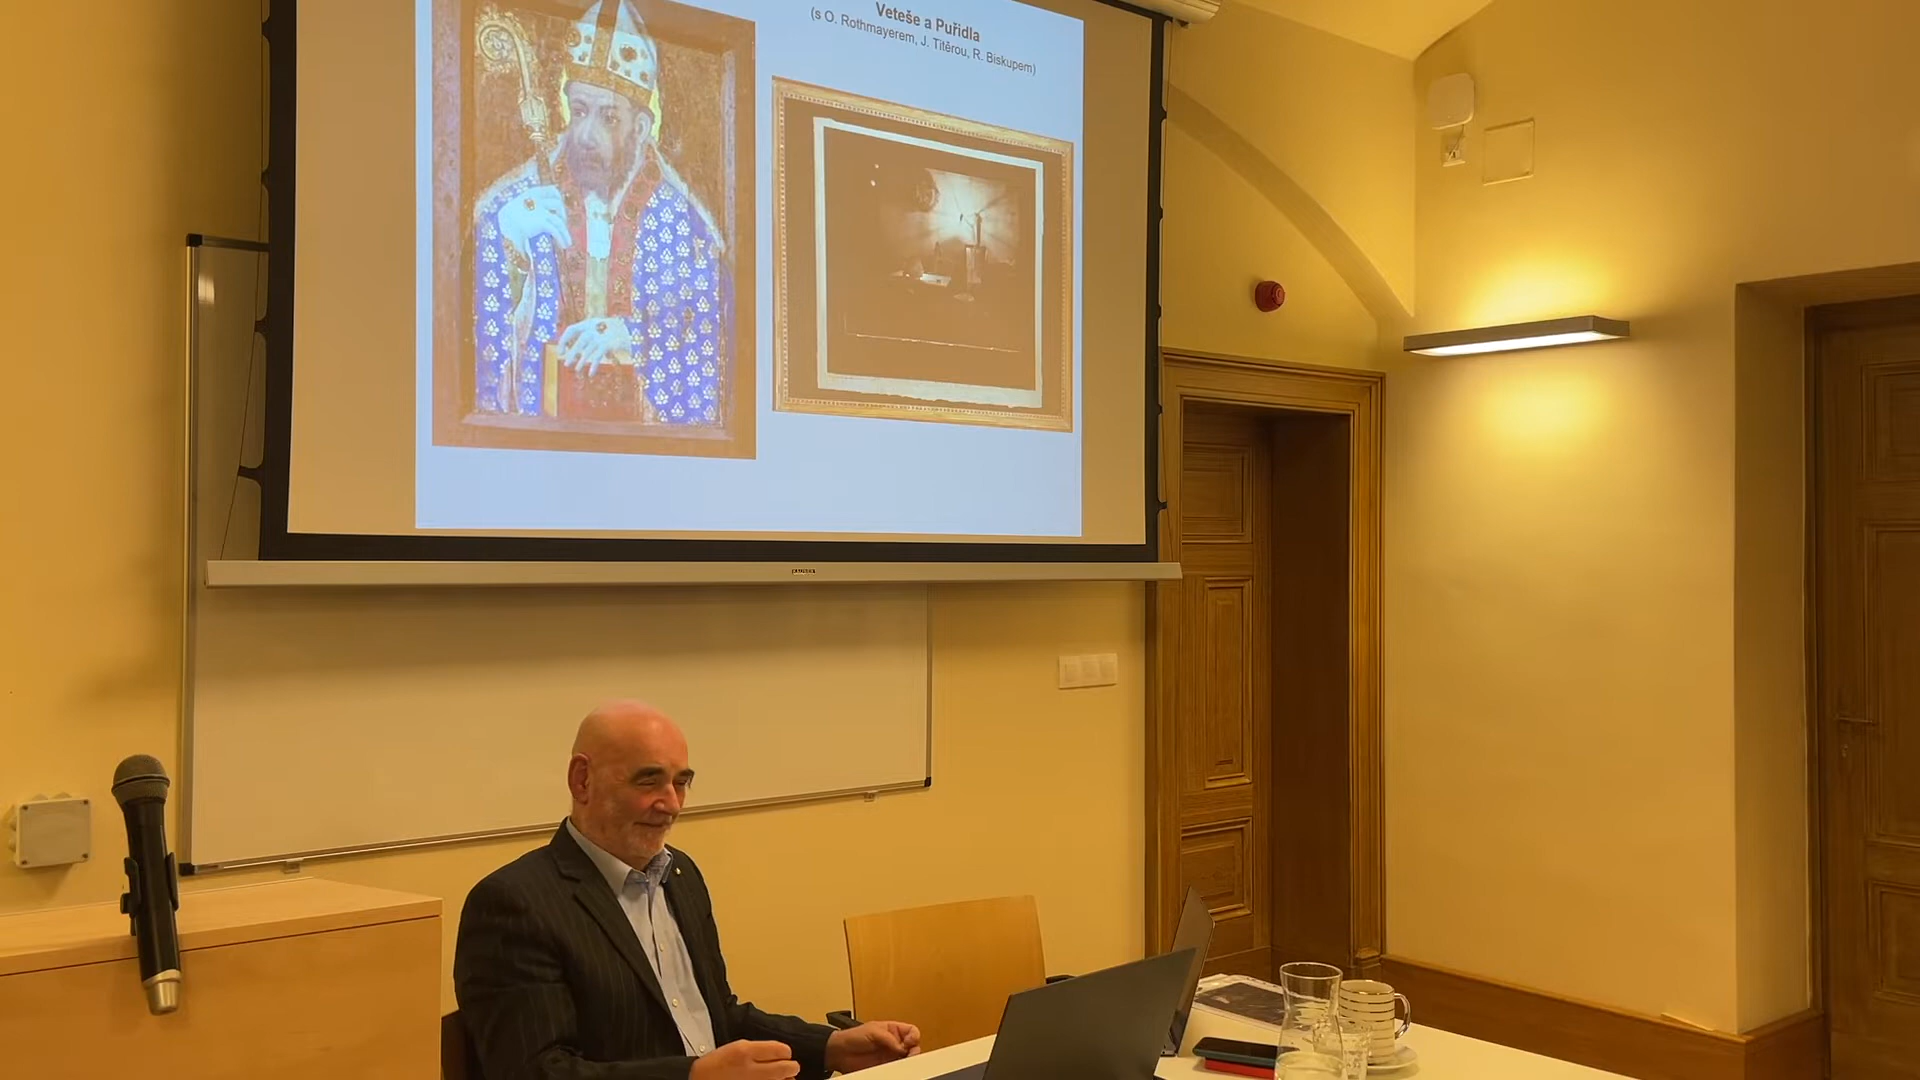 Veteše a Puřidla
(s O. Rothmayerem, J. Titěrou, R. Biskupem)